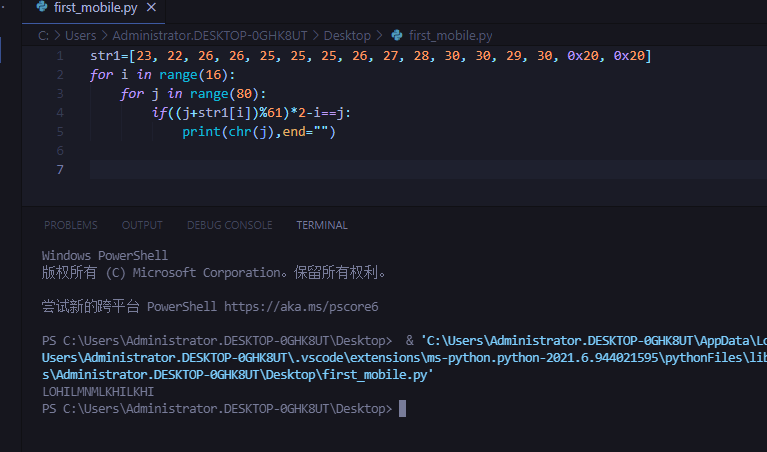 first_mobile.py
C: > Users > Administrator.DESKTOP-0GHK8UT > Desktop > first_mobile.py
1 str1=[23, 22, 26, 26, 25, 25, 25, 26, 27, 28, 30, 30, 29, 30, 0x20, 0x20]
2 for i in range(16):
3 for j in range(80):
4 if((j+str1[i])%61)*2-i==j:
5 print(chr(j),end="")
6
7
PROBLEMS OUTPUT DEBUG CONSOLE TERMINAL
Windows PowerShell
版权所有 (C) Microsoft Corporation。保留所有权利。
尝试新的跨平台 PowerShell https://aka.ms/pscore6
PS C:\Users\Administrator.DESKTOP-0GHK8UT\Desktop> & 'C:\Users\Administrator.DESKTOP-0GHK8UT\AppData\Lo
Users\Administrator.DESKTOP-0GHK8UT\.vscode\extensions\ms-python.python-2021.6.944021595\pythonFiles\lib
s\Administrator.DESKTOP-0GHK8UT\Desktop\first_mobile.py'
LOHILMNMLKHILKHI
PS C:\Users\Administrator.DESKTOP-0GHK8UT\Desktop>